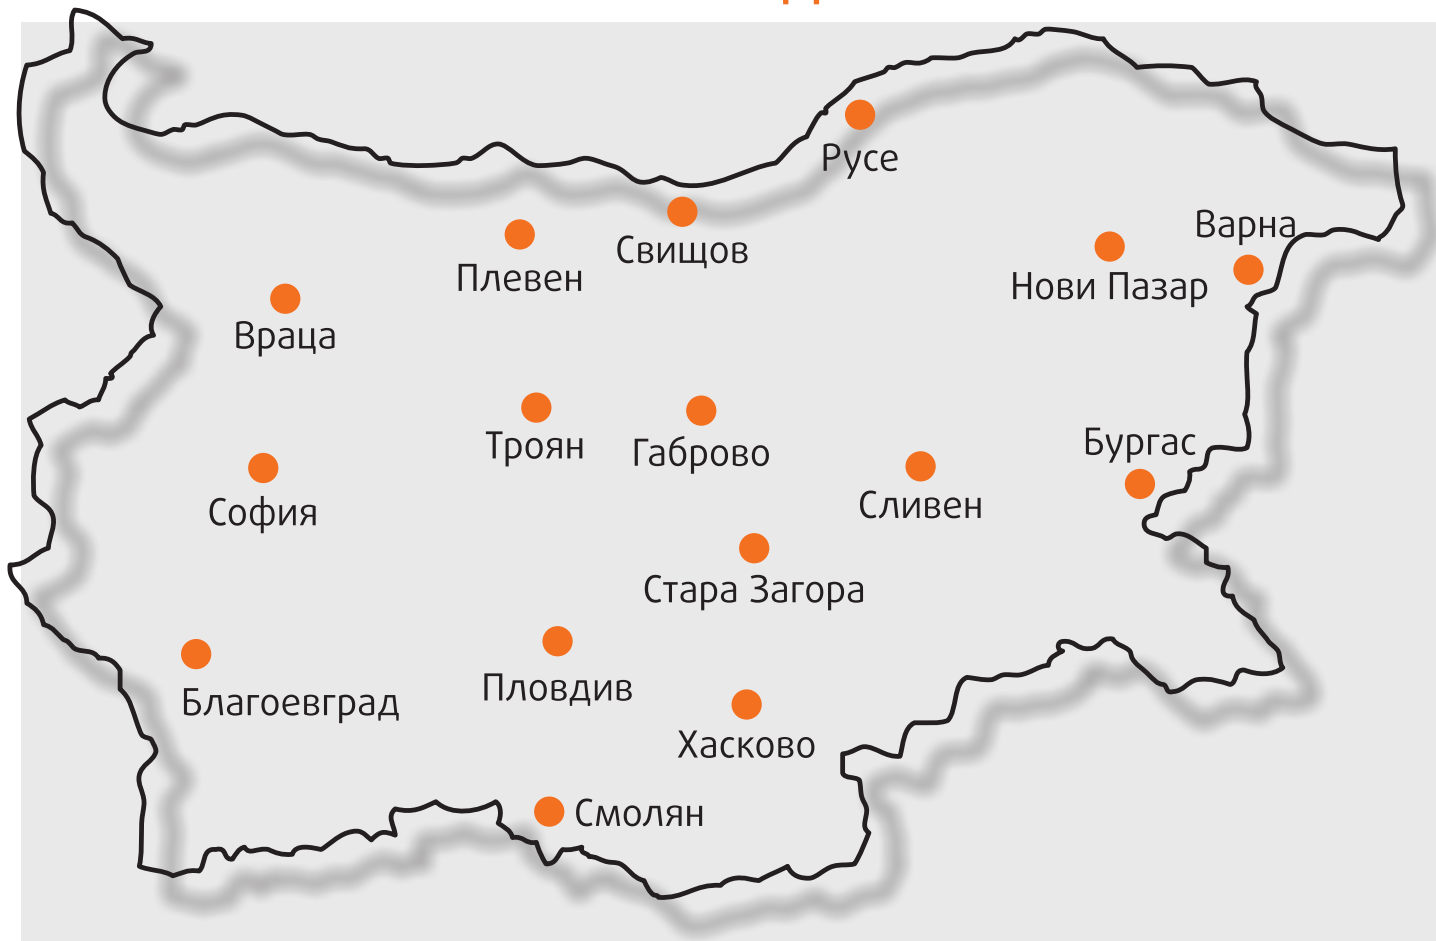 Русе
Варна
Свищов
Плевен
Нови Пазар
Враца
Троян
Габрово
Бургас
Сливен
София
Стара Загора
Пловдив
Благоевград
Хасково
Смолян